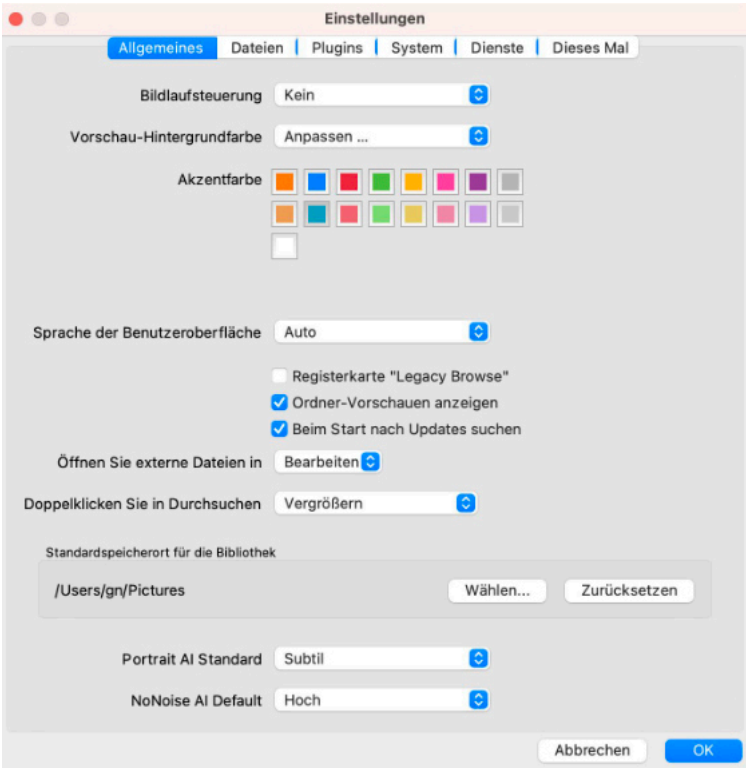 Einstellungen
Allgemeines Dateien Plugins System Dienste Dieses Mal
Bildlaufsteuerung Kein
Vorschau-Hintergrundfarbe Anpassen ...
Akzentfarbe
Sprache der Benutzeroberfläche Auto
Registerkarte "Legacy Browse"
Ordner-Vorschauen anzeigen
Beim Start nach Updates suchen
Öffnen Sie externe Dateien in Bearbeiten
Doppelklicken Sie in Durchsuchen Vergrößern
Standardspeicherort für die Bibliothek
/Users/gn/Pictures Wählen... Zurücksetzen
Portrait AI Standard Subtil
NoNoise AI Default Hoch
Abbrechen OK